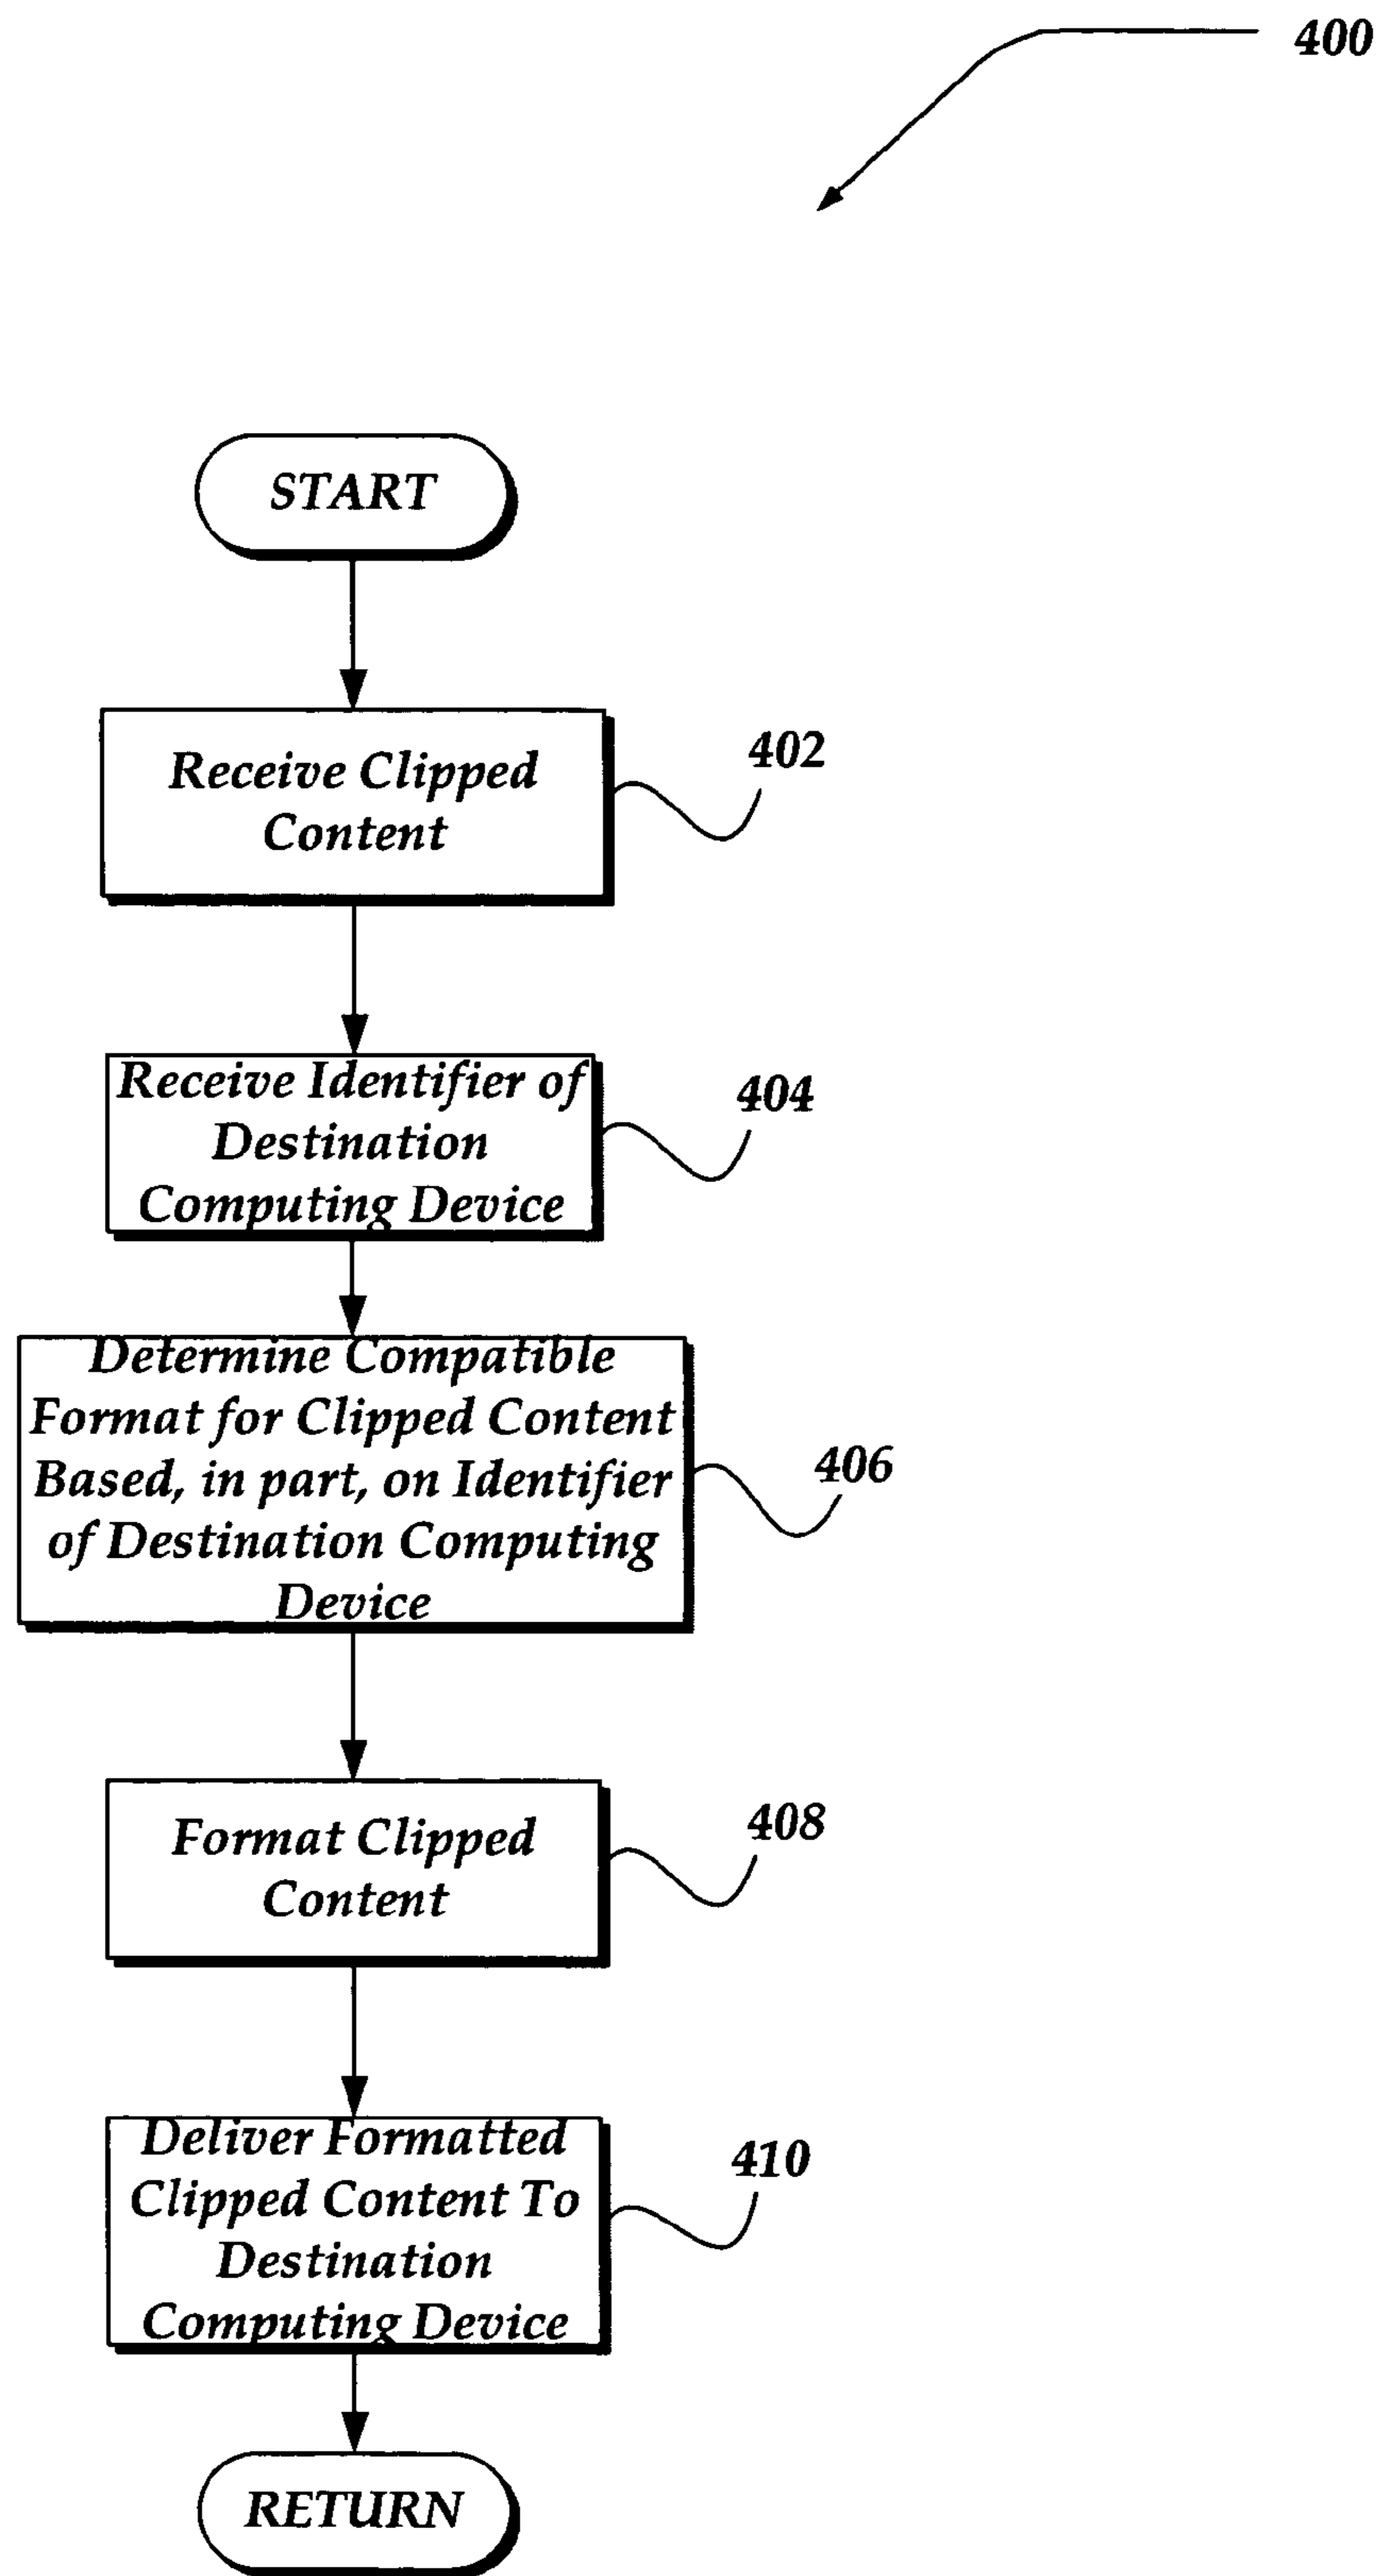 400
START
Receive Clipped
Content
402
Receive Identifier of
Destination
Computing Device
404
Determine Compatible
Format for Clipped Content
Based, in part, on Identifier
of Destination Computing
Device
406
Format Clipped
Content
408
Deliver Formatted
Clipped Content To
Destination
Computing Device
410
RETURN